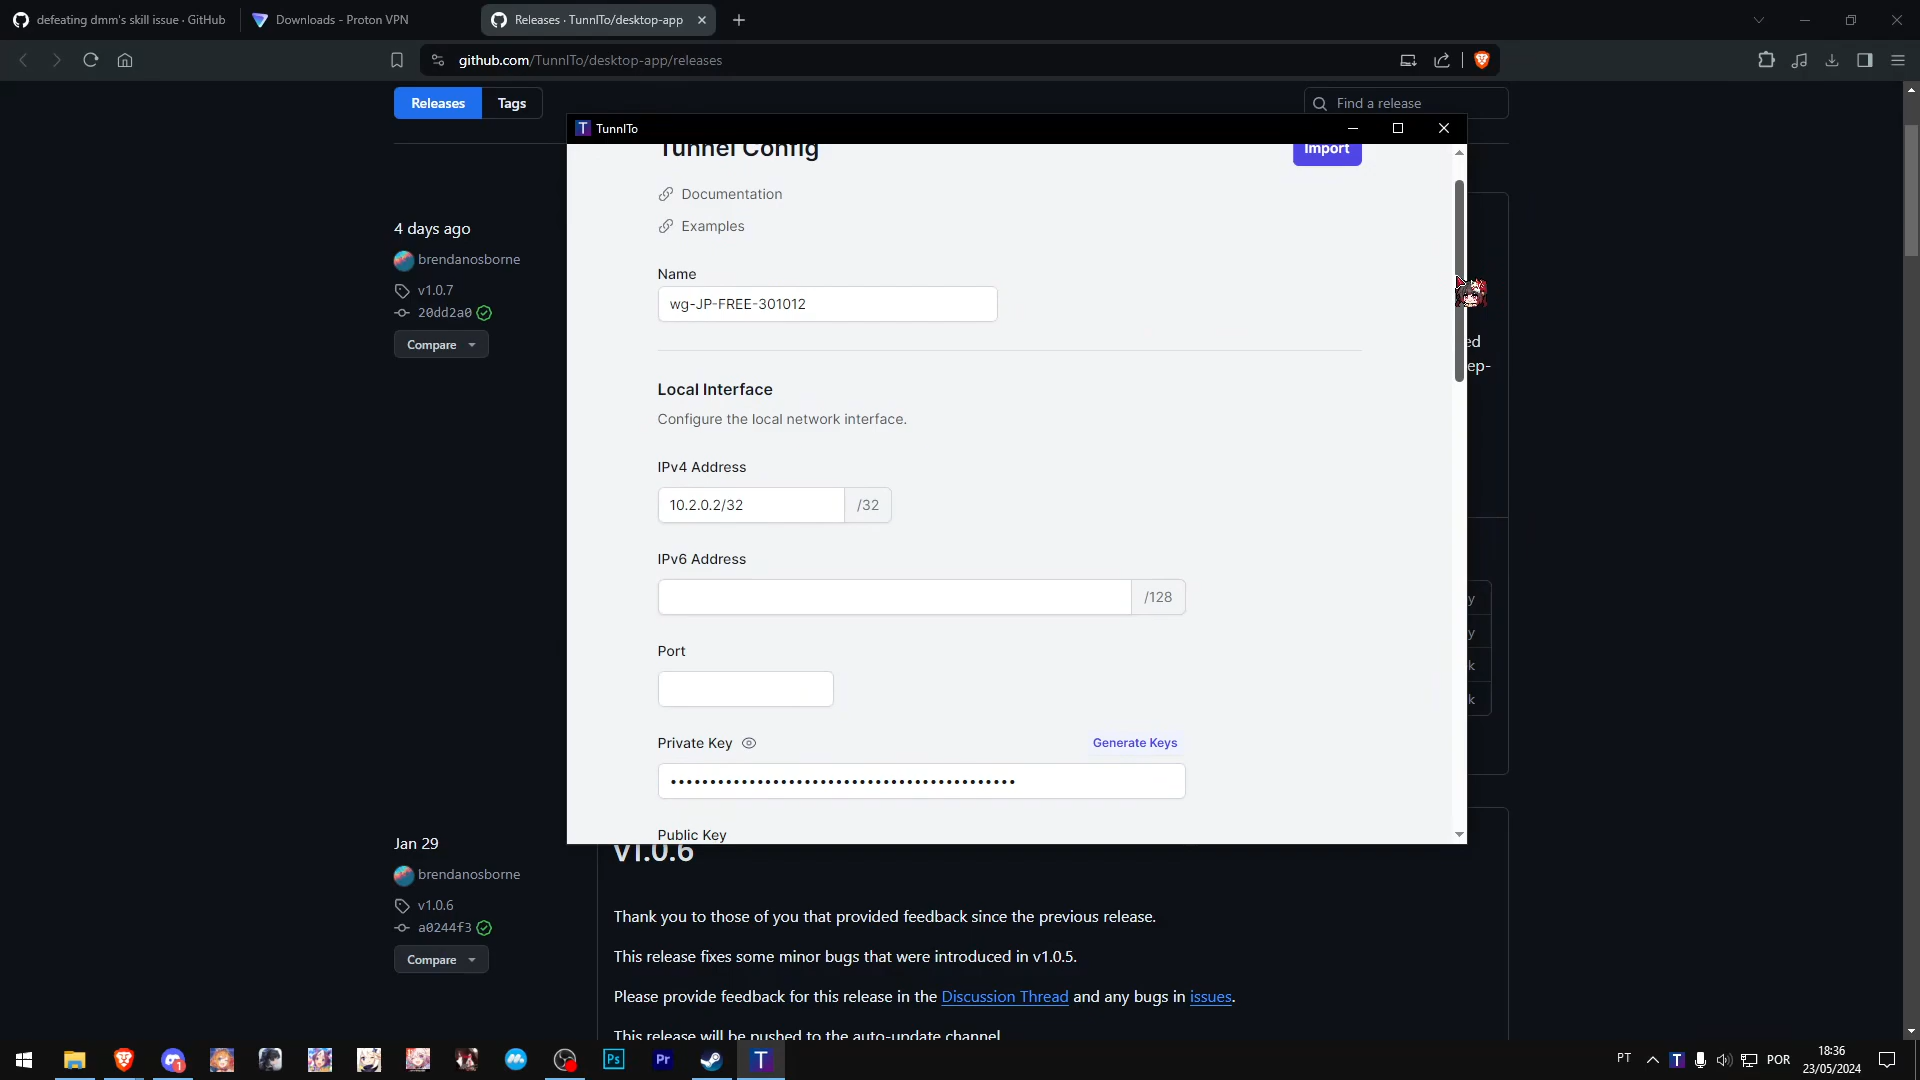 defeating dmm's skill issue · GitHub
Downloads - Proton VPN
Releases · TunnlTo/desktop-app
github.com/TunnlTo/desktop-app/releases
Releases
Tags
Find a release
TunnlTo
Tunnel Config
Import
Documentation
Examples
4 days ago
brendanosborne
v1.0.7
20dd2a0
Compare
Name
wg-JP-FREE-301012
ed
ep-
Local Interface
Configure the local network interface.
IPv4 Address
10.2.0.2/32
/32
IPv6 Address
/128
y
Port
y
k
k
Private Key
Generate Keys
••••••••••••••••••••••••••••••••••••••••••••
Public Key
Jan 29
brendanosborne
v1.0.6
a0244f3
Compare
v1.0.6
Thank you to those of you that provided feedback since the previous release.
This release fixes some minor bugs that were introduced in v1.0.5.
Please provide feedback for this release in the Discussion Thread and any bugs in issues.
This release will be pushed to the auto-update channel
1
Ps
Pr
T
PT
T
POR
18:36
23/05/2024